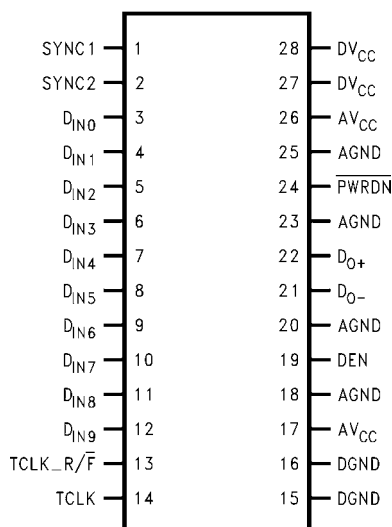 SYNC1 1 28 DVCC
SYNC2 2 27 DVCC
DIN0 3 26 AVCC
DIN1 4 25 AGND
DIN2 5 24 P̅W̅R̅D̅N̅
DIN3 6 23 AGND
DIN4 7 22 DO+
DIN5 8 21 DO−
DIN6 9 20 AGND
DIN7 10 19 DEN
DIN8 11 18 AGND
DIN9 12 17 AVCC
TCLK_R/F̅ 13 16 DGND
TCLK 14 15 DGND